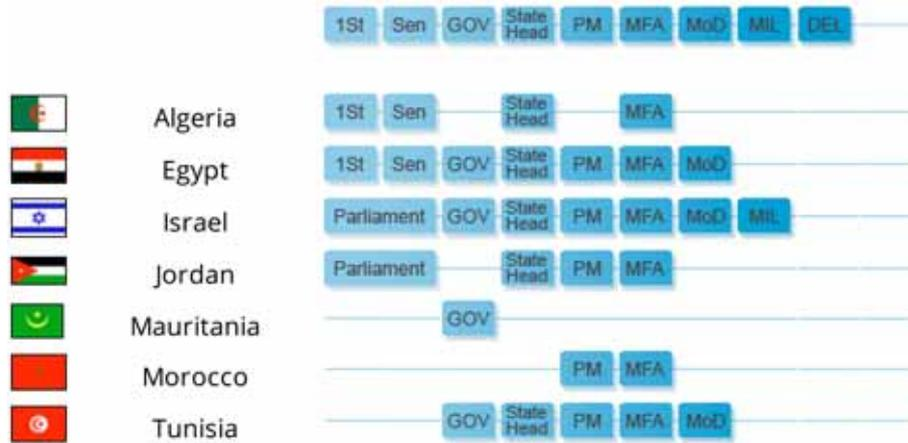 1St Sen GOV State Head PM MFA MoD MIL DEL
Algeria 1St Sen State Head MFA
Egypt 1St Sen GOV State Head PM MFA MoD
Israel Parliament GOV State Head PM MFA MoD MIL
Jordan Parliament State Head PM MFA
Mauritania GOV
Morocco PM MFA
Tunisia GOV State Head PM MFA MoD